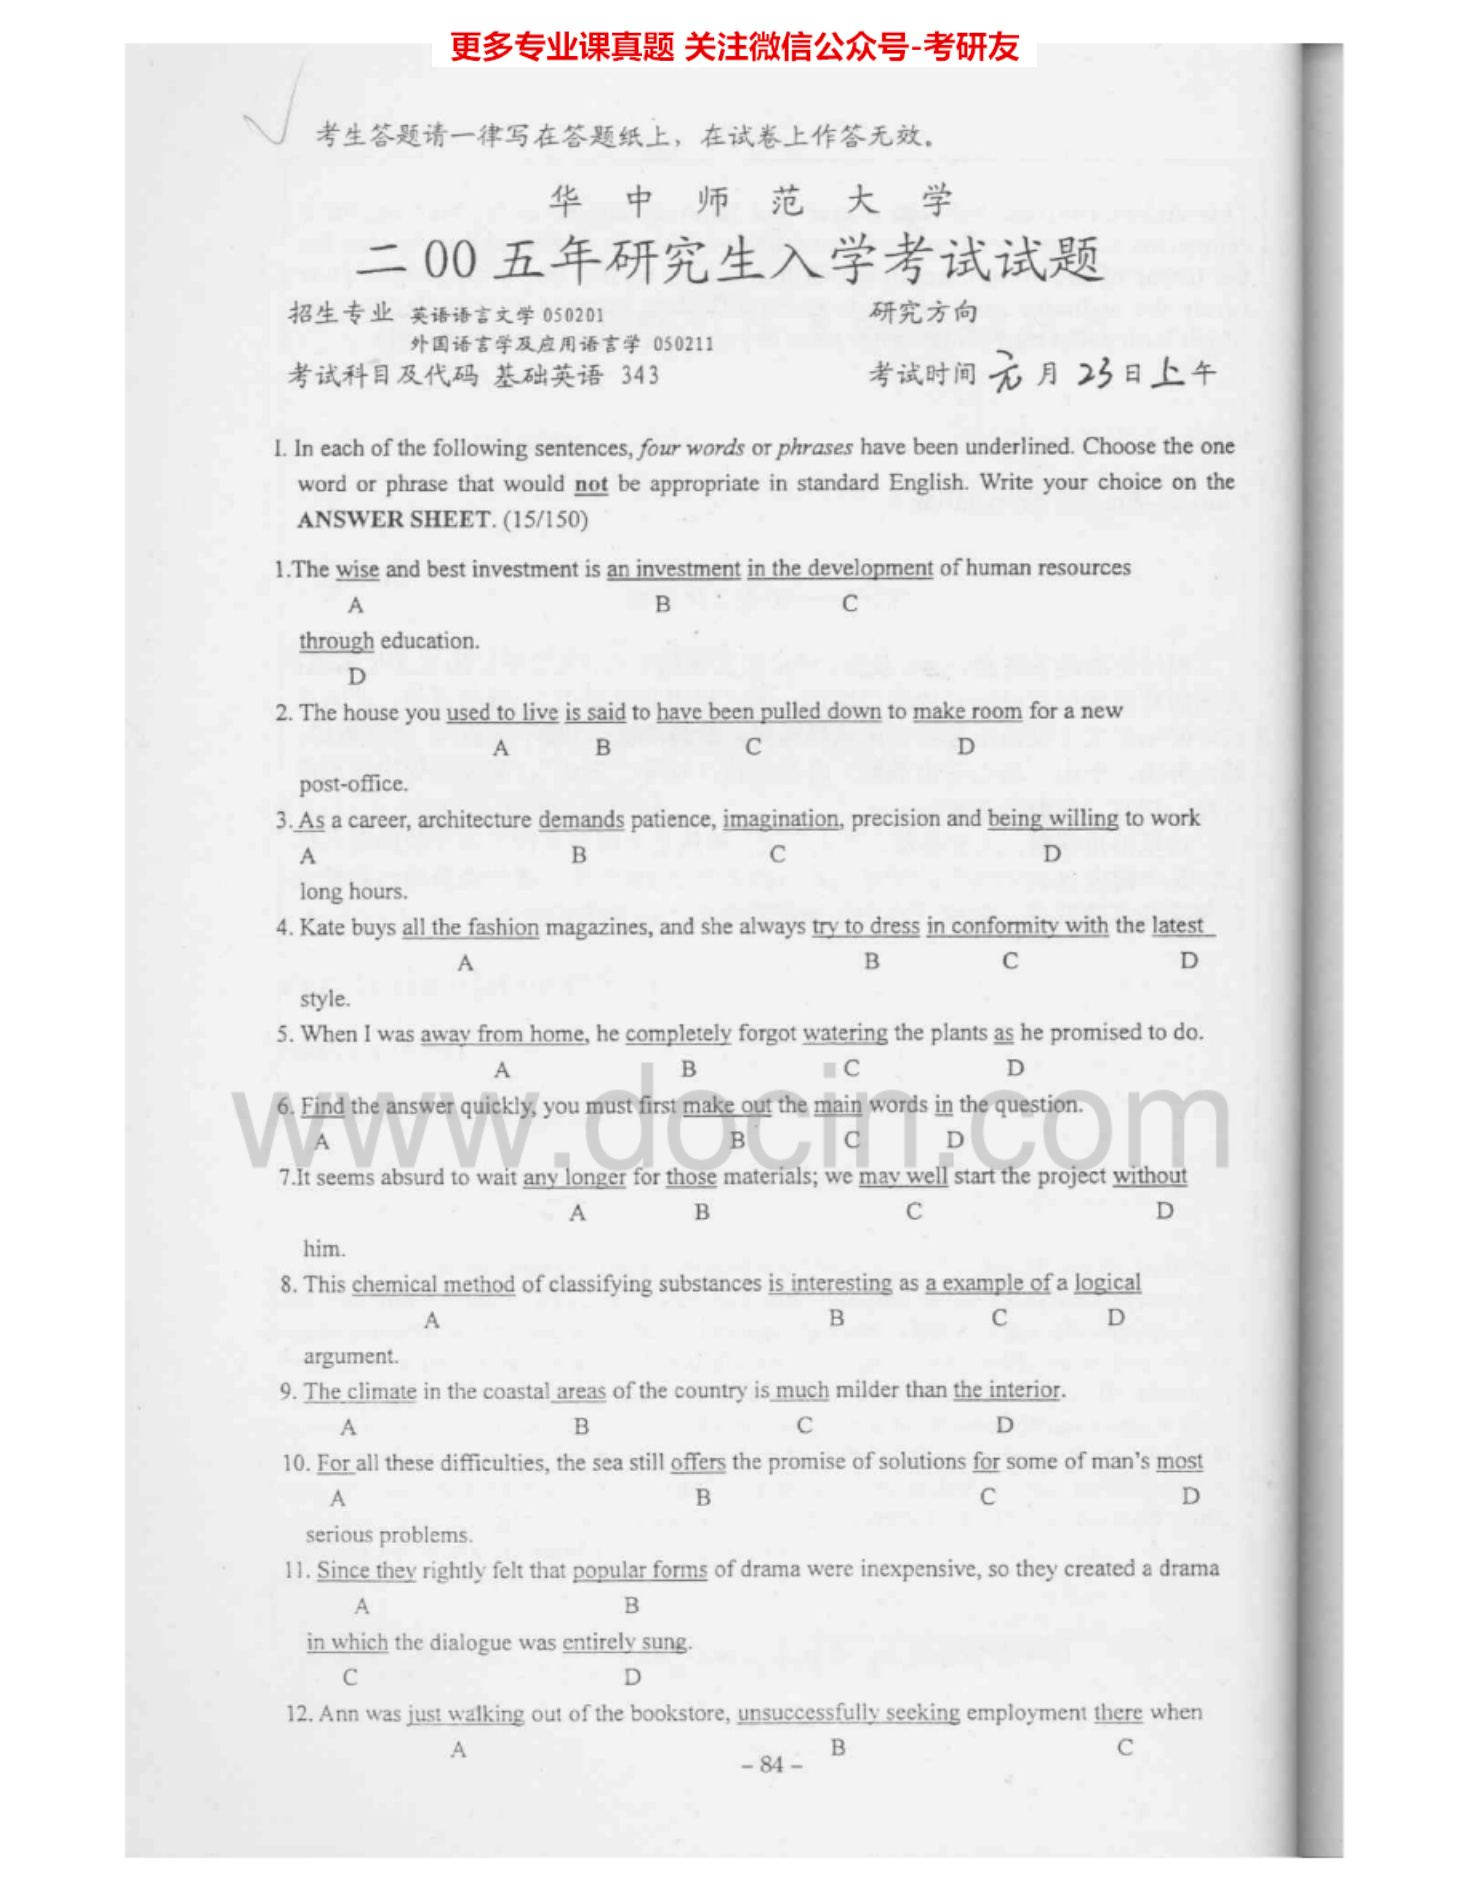 更多专业课真题 关注微信公众号-考研友
考生答题请一律写在答题纸上，在试卷上作答无效。
华 中 师 范 大 学
二00五年研究生入学考试试题
招生专业 英语语言文学 050201 研究方向
外国语言学及应用语言学 050211
考试科目及代码 基础英语 343 考试时间 元 月 23 日 上 午
I. In each of the following sentences, four words or phrases have been underlined. Choose the one
word or phrase that would not be appropriate in standard English. Write your choice on the
ANSWER SHEET. (15/150)
1.The wise and best investment is an investment in the development of human resources
A B C
through education.
D
2. The house you used to live is said to have been pulled down to make room for a new
A B C D
post-office.
3. As a career, architecture demands patience, imagination, precision and being willing to work
A B C D
long hours.
4. Kate buys all the fashion magazines, and she always try to dress in conformity with the latest
A B C D
style.
5. When I was away from home, he completely forgot watering the plants as he promised to do.
A B C D
www.docin.com
6. Find the answer quickly, you must first make out the main words in the question.
A B C D
7.It seems absurd to wait any longer for those materials; we may well start the project without
A B C D
him.
8. This chemical method of classifying substances is interesting as a example of a logical
A B C D
argument.
9. The climate in the coastal areas of the country is much milder than the interior.
A B C D
10. For all these difficulties, the sea still offers the promise of solutions for some of man's most
A B C D
serious problems.
11. Since they rightly felt that popular forms of drama were inexpensive, so they created a drama
A B
in which the dialogue was entirely sung.
C D
12. Ann was just walking out of the bookstore, unsuccessfully seeking employment there when
A B C
- 84 -